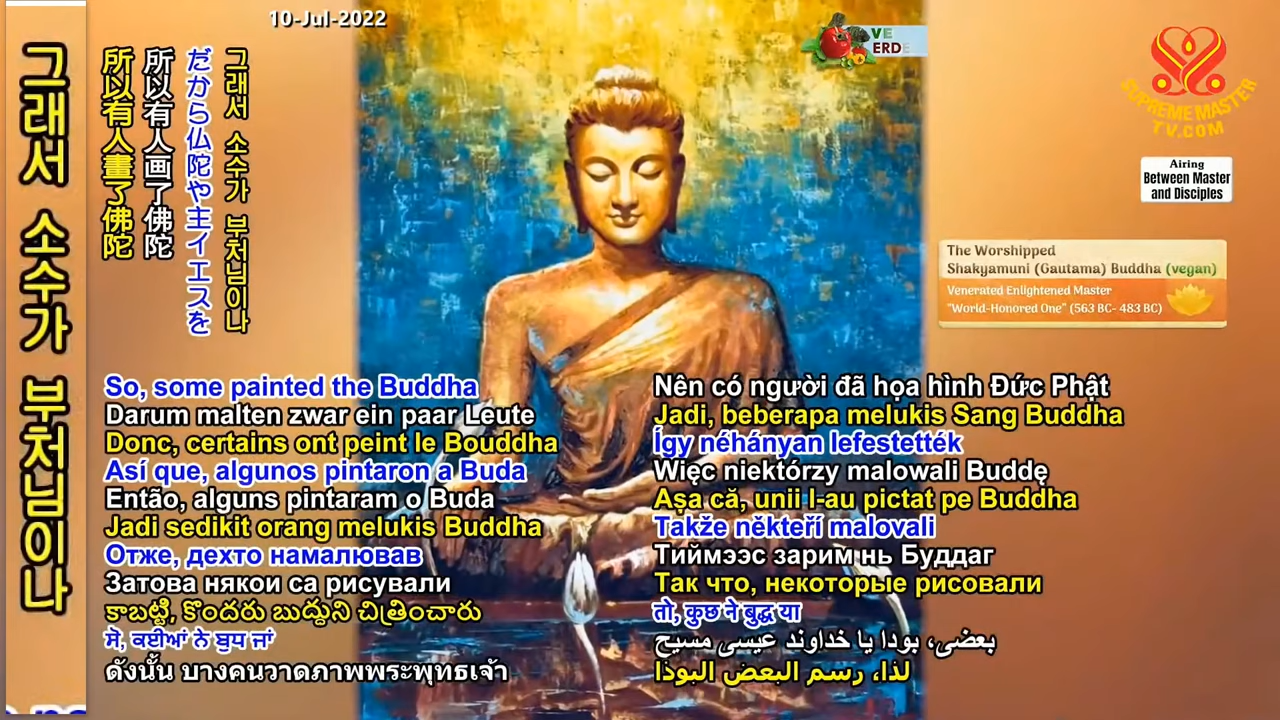 10-Jul-2022
그래서 소수가 부처님이나
所以有人畫了佛陀
所以有人画了佛陀
だから仏陀や主イエスを
그래서 소수가 부처님이나
SUPREME MASTER
TV.COM
Airing
Between Master
and Disciples
The Worshipped
Shakyamuni (Gautama) Buddha (vegan)
Venerated Enlightened Master
"World-Honored One" (563 BC- 483 BC)
So, some painted the Buddha
Darum malten zwar ein paar Leute
Donc, certains ont peint le Bouddha
Así que, algunos pintaron a Buda
Então, alguns pintaram o Buda
Jadi sedikit orang melukis Buddha
Отже, дехто намалював
Затова някои са рисували
కాబట్టి, కొందరు బుద్ధుని చిత్రించారు
ਸੋ, ਕਈਆਂ ਨੇ ਬੁਧ ਜਾਂ
ดังนั้น บางคนวาดภาพพระพุทธเจ้า
Nên có người đã họa hình Đức Phật
Jadi, beberapa melukis Sang Buddha
Így néhányan lefestették
Więc niektórzy malowali Buddę
Așa că, unii l-au pictat pe Buddha
Takže někteří malovali
Тиймээс зарим нь Буддаг
Так что, некоторые рисовали
तो, कुछ ने बुद्ध या
بعضی، بودا یا خداوند عیسی مسیح
لذا، رسم البعض البوذا